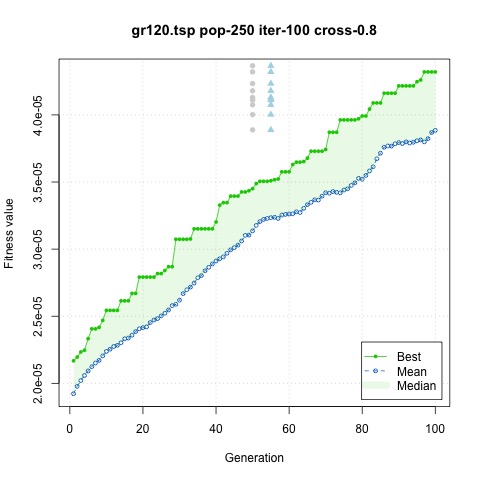 gr120.tsp pop-250 iter-100 cross-0.8
Fitness value
4.0e-05
3.5e-05
3.0e-05
2.5e-05
2.0e-05
Best
Mean
Median
0 20 40 60 80 100
Generation